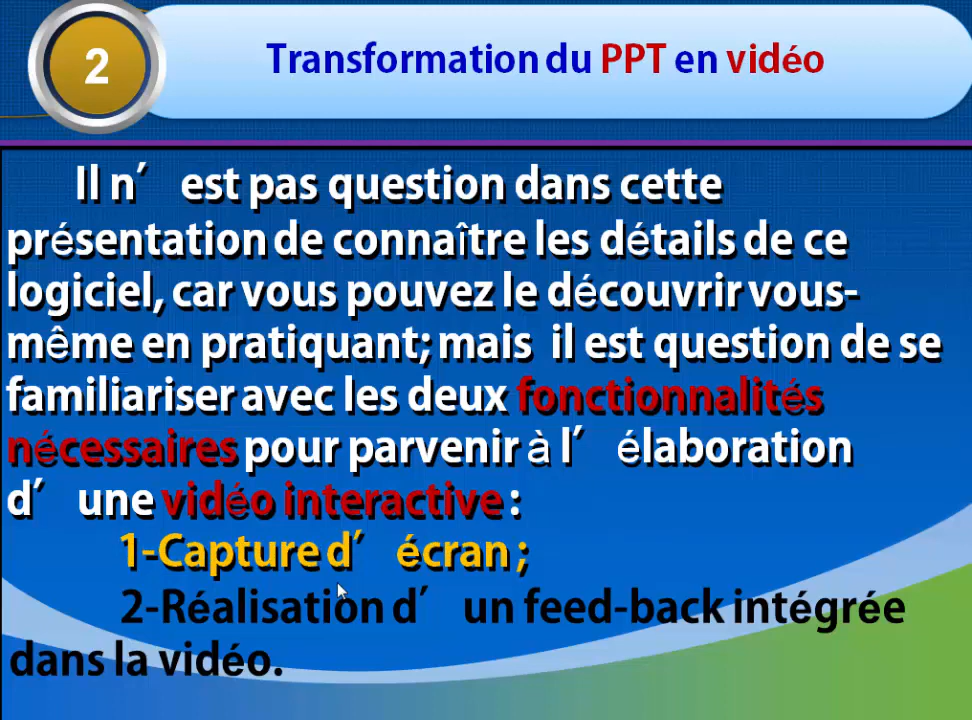 2
Transformation du PPT en vidéo
Il n’ est pas question dans cette
présentation de connaître les détails de ce
logiciel, car vous pouvez le découvrir vous-
même en pratiquant; mais il est question de se
familiariser avec les deux fonctionnalités
nécessaires pour parvenir à l’ élaboration
d’ une vidéo interactive :
1-Capture d’ écran ;
2-Réalisation d’ un feed-back intégrée
dans la vidéo.